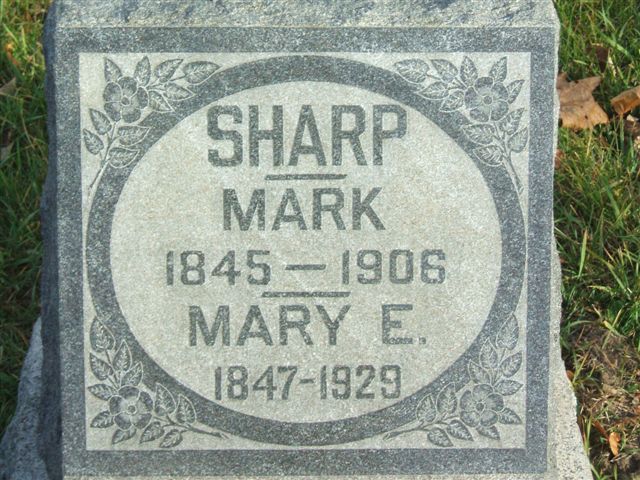 SHARP
MARK
1845 — 1906
MARY E.
1847-1929